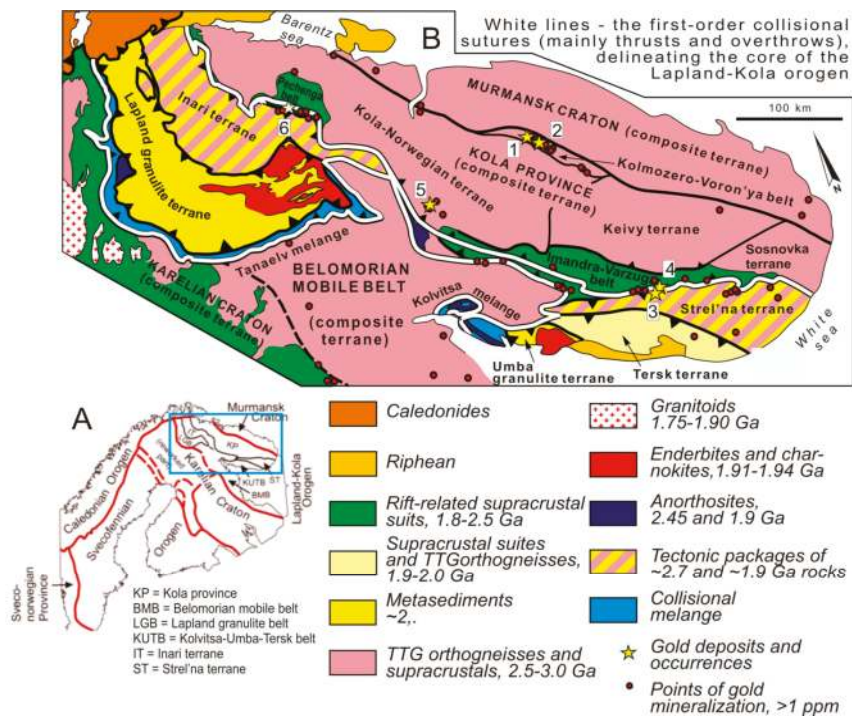 Barentz
sea
B
White lines - the first-order collisional
sutures (mainly thrusts and overthrows),
delineating the core of the
Lapland-Kola orogen
100 km
N
Pechenga
belt
Inari terrane
Lapland
granulite terrane
6
MURMANSK CRATON (composite terrane)
1
2
KOLA PROVINCE
(composite terrane)
Kolmozero-Voron'ya belt
Kola-Norwegian terrane
5
Keivy terrane
Sosnovka
terrane
Imandra-Varzuga
belt
4
3
Strel'na terrane
White
sea
Tanaelv melange
KARELIAN CRATON
(composite terrane)
BELOMORIAN
MOBILE BELT
(composite
terrane)
Kolvitsa
melange
Umba
granulite terrane
Tersk terrane
A
Murmansk
Craton
KP
ST
KUTB
BMB
Karelian Craton
Lapland-Kola
Orogen
Caledonian Orogen
Svecofennian
Orogen
Sveco-
norwegian
Province
KP = Kola province
BMB = Belomorian mobile belt
LGB = Lapland granulite belt
KUTB = Kolvitsa-Umba-Tersk belt
IT = Inari terrane
ST = Strel'na terrane
Caledonides
Riphean
Rift-related supracrustal
suits, 1.8-2.5 Ga
Supracrustal suites
and TTGorthogneisses,
1.9-2.0 Ga
Metasediments
~2,.
TTG orthogneisses and
supracrustals, 2.5-3.0 Ga
Granitoids
1.75-1.90 Ga
Enderbites and char-
nokites,1.91-1.94 Ga
Anorthosites,
2.45 and 1.9 Ga
Tectonic packages of
~2.7 and ~1.9 Ga rocks
Collisional
melange
Gold deposits and
occurrences
Points of gold
mineralization, >1 ppm